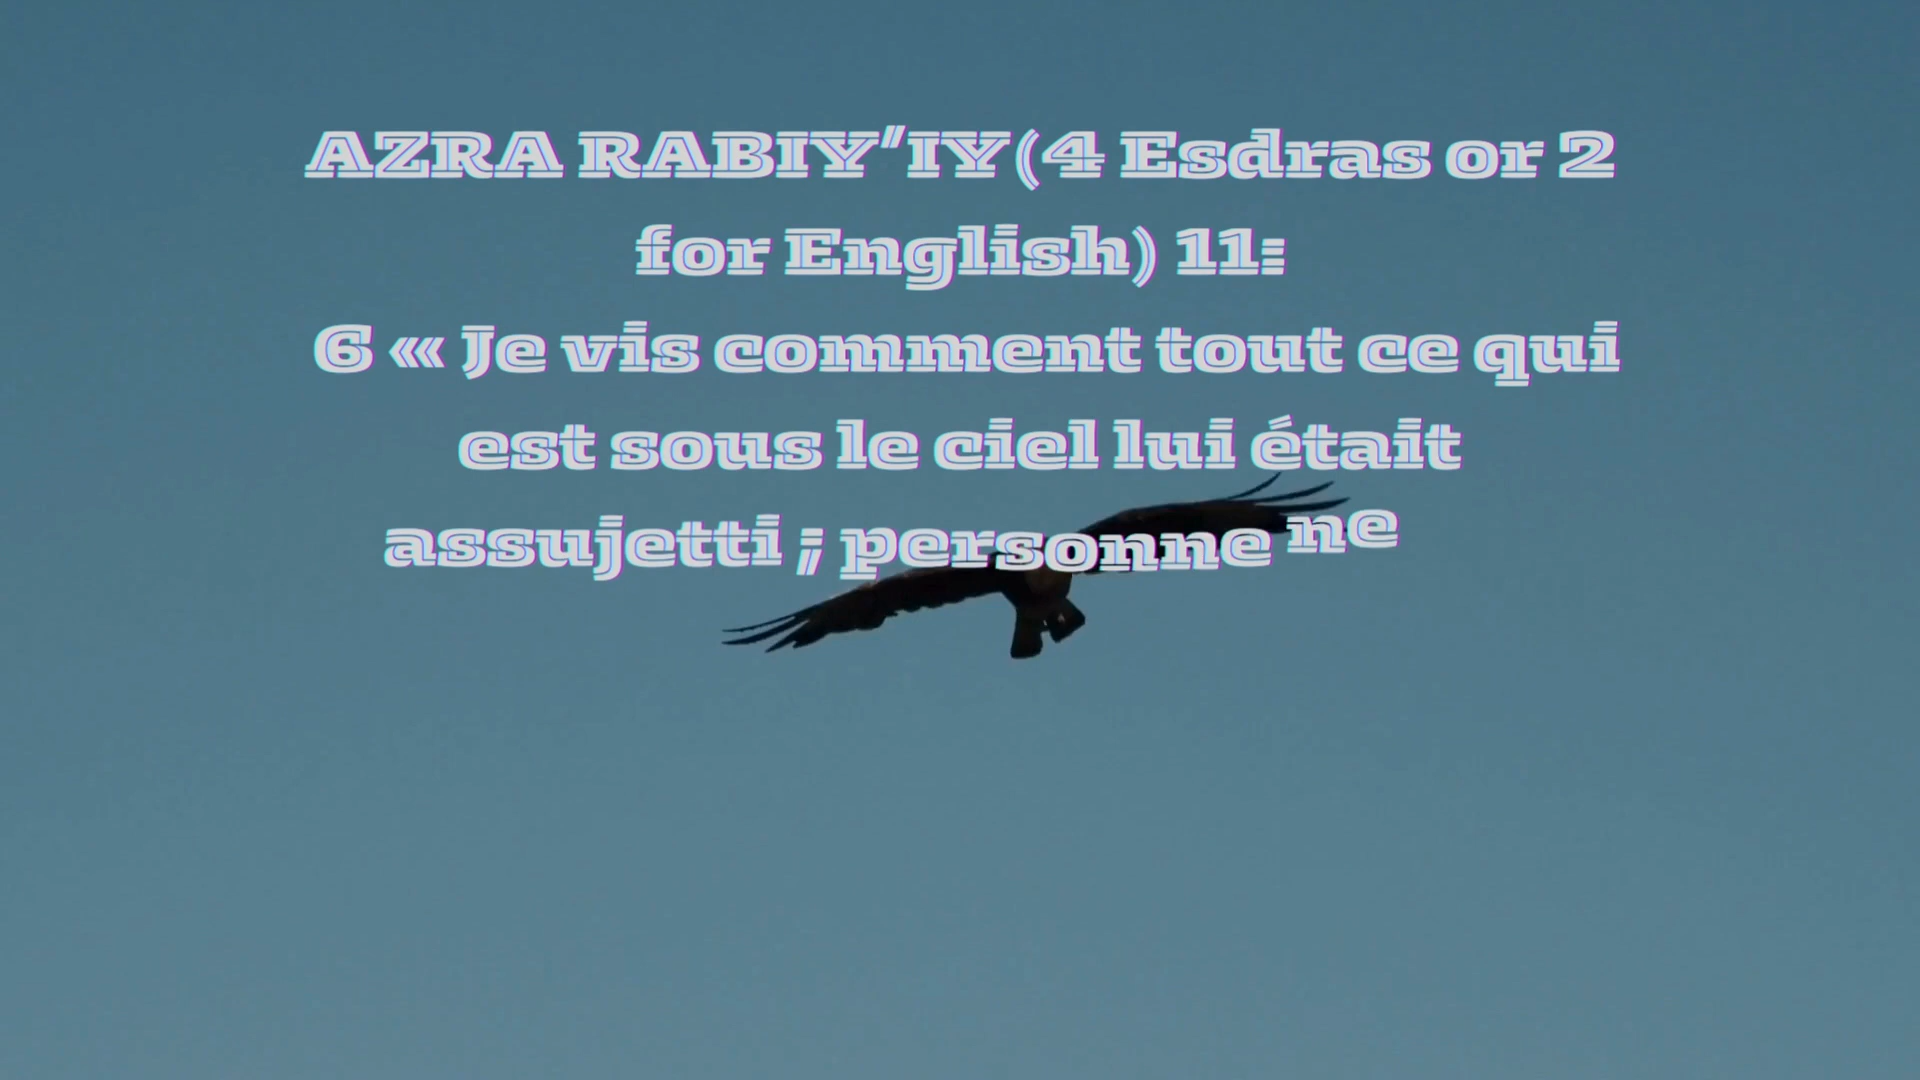 AZRA RABIY'IY(4 Esdras or 2
for English) 11:
6 « Je vis comment tout ce qui
est sous le ciel lui était
assujetti ; personne ne